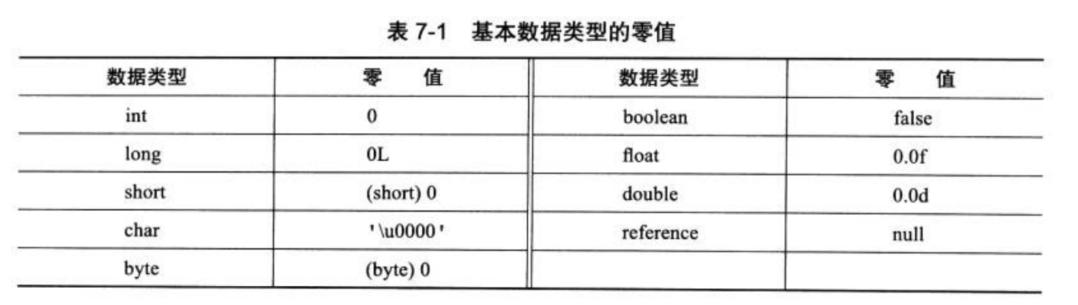 表 7-1 基本数据类型的零值
数据类型 零 值 数据类型 零 值
int 0 boolean false
long 0L float 0.0f
short (short) 0 double 0.0d
char '\u0000' reference null
byte (byte) 0